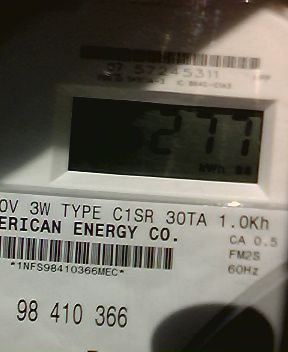 57245311
277
kWh
0V 3W TYPE C1SR 30TA 1.0Kh
ERICAN ENERGY CO.
CA 0.5
FM2S
*1NFS98410366MEC*
60Hz
98 410 366